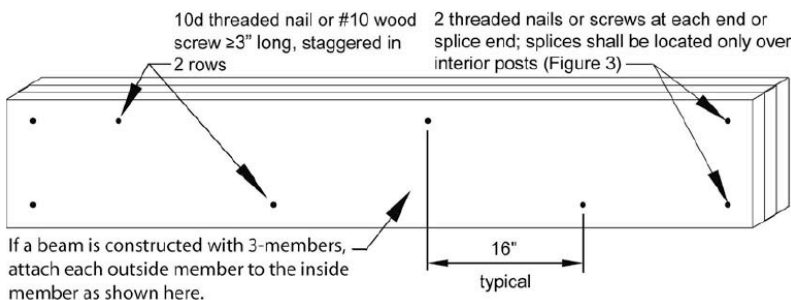 10d threaded nail or #10 wood
screw ≥3" long, staggered in
2 rows
2 threaded nails or screws at each end or
splice end; splices shall be located only over
interior posts (Figure 3)
If a beam is constructed with 3-members,
attach each outside member to the inside
member as shown here.
16"
typical